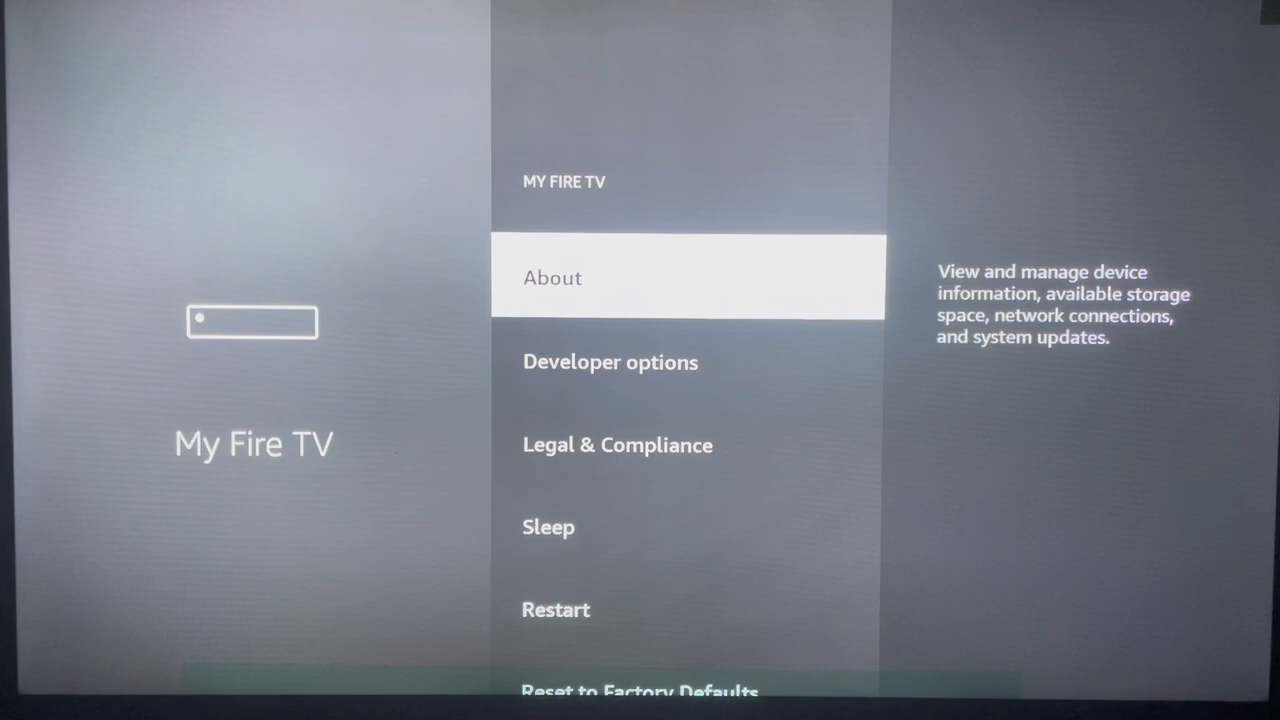 MY FIRE TV
About
Developer options
Legal & Compliance
Sleep
Restart
Reset to Factory Defaults
My Fire TV
View and manage device
information, available storage
space, network connections,
and system updates.